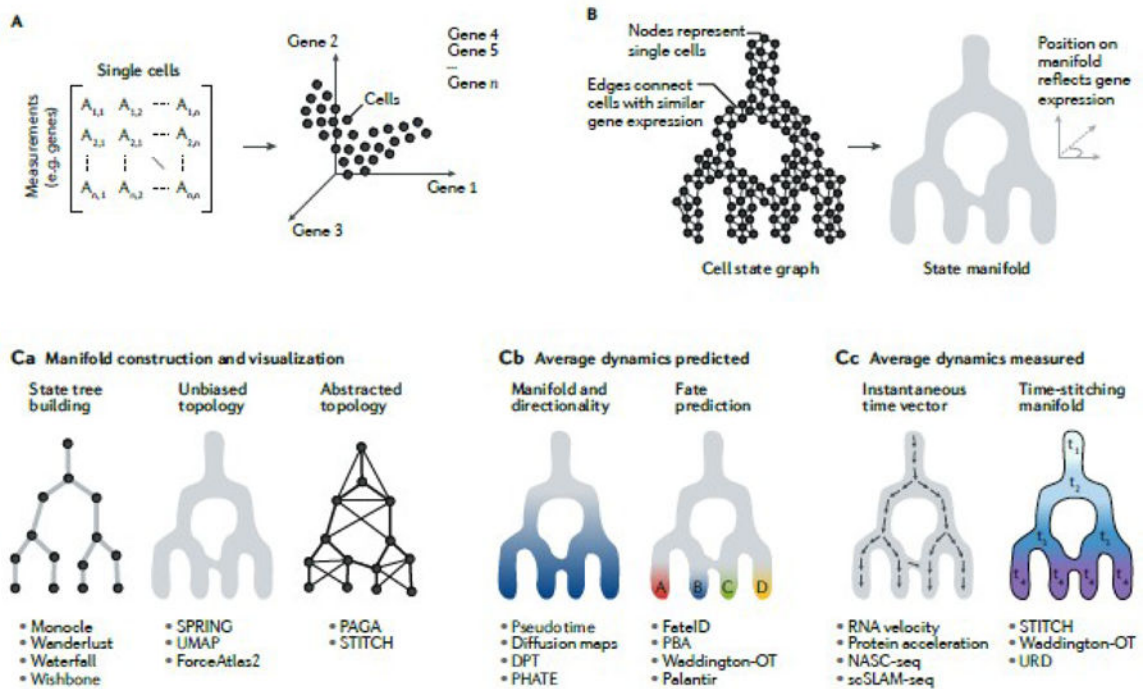 A
Single cells
Measurements
(e.g. genes)
A1,1 A1,2 --- A1,n
A2,1 A2,1 --- A2,n
An,1 An,2 --- An,n
Gene 2
Cells
Gene 1
Gene 3
Gene 4
Gene 5
...
Gene n
B
Nodes represent
single cells
Edges connect
cells with similar
gene expression
Cell state graph
Position on
manifold
reflects gene
expression
State manifold
Ca Manifold construction and visualization
State tree
building
• Monocle
• Wanderlust
• Waterfall
• Wishbone
Unbiased
topology
• SPRING
• UMAP
• ForceAtlas2
Abstracted
topology
• PAGA
• STITCH
Cb Average dynamics predicted
Manifold and
directionality
• Pseudotime
• Diffusion maps
• DPT
• PHATE
Fate
prediction
A B C D
• FateID
• PBA
• Waddington-OT
• Palantir
Cc Average dynamics measured
Instantaneous
time vector
• RNA velocity
• Protein acceleration
• NASC-seq
• scSLAM-seq
Time-stitching
manifold
t1
t2
t3 t3
t4 t4 t4 t4
• STITCH
• Waddington-OT
• URD